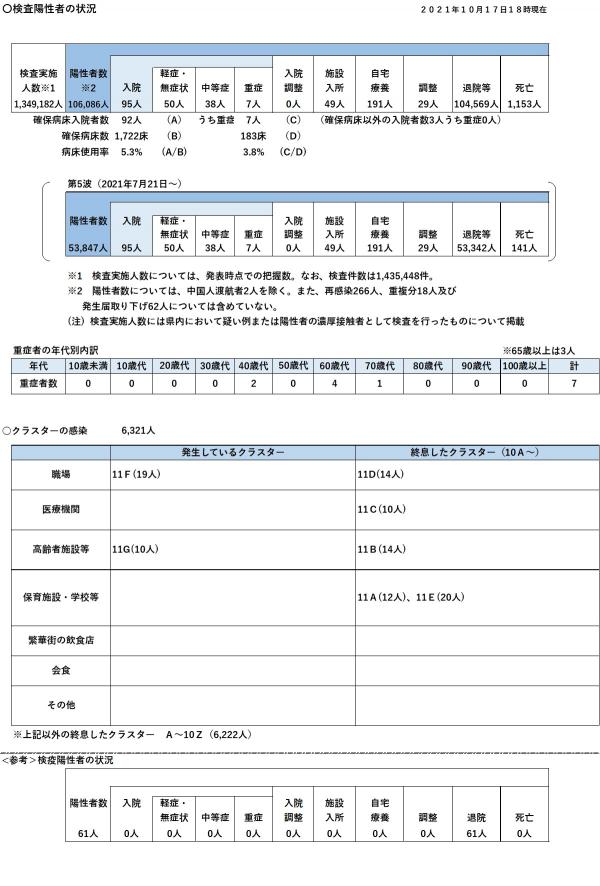 〇検査陽性者の状況 ２０２１年１０月１７日１８時現在
検査実施人数※1 陽性者数※2 入院 軽症・無症状 中等症 重症 入院調整 施設入所 自宅療養 調整 退院等 死亡
1,349,182人 106,086人 95人 50人 38人 7人 0人 49人 191人 29人 104,569人 1,153人
確保病床入院者数 92人 (A) うち重症 7人 (C) （確保病床以外の入院者数3人うち重症0人）
確保病床数 1,722床 (B) 183床 (D)
病床使用率 5.3% (A/B) 3.8% (C/D)
第5波（2021年7月21日～）
陽性者数 入院 軽症・無症状 中等症 重症 入院調整 施設入所 自宅療養 調整 退院等 死亡
53,847人 95人 50人 38人 7人 0人 49人 191人 29人 53,342人 141人
※1 検査実施人数については、発表時点での把握数。なお、検査件数は1,435,448件。
※2 陽性者数については、中国人渡航者2人を除く。また、再感染266人、重複分18人及び
発生届取り下げ62人については含めていない。
（注）検査実施人数には県内において疑い例または陽性者の濃厚接触者として検査を行ったものについて掲載
重症者の年代別内訳 ※65歳以上は3人
年代 10歳未満 10歳代 20歳代 30歳代 40歳代 50歳代 60歳代 70歳代 80歳代 90歳代 100歳以上 計
重症者数 0 0 0 0 2 0 4 1 0 0 0 7
○クラスターの感染 6,321人
発生しているクラスター 終息したクラスター（10Ａ～）
職場 11Ｆ(19人) 11D(14人)
医療機関 11Ｃ(10人)
高齢者施設等 11G(10人) 11Ｂ(14人)
保育施設・学校等 11Ａ(12人)、11Ｅ(20人)
繁華街の飲食店
会食
その他
※上記以外の終息したクラスター Ａ～10Ｚ（6,222人）
<参考＞検疫陽性者の状況
陽性者数 入院 軽症・無症状 中等症 重症 入院調整 施設入所 自宅療養 調整 退院 死亡
61人 0人 0人 0人 0人 0人 0人 0人 0人 61人 0人